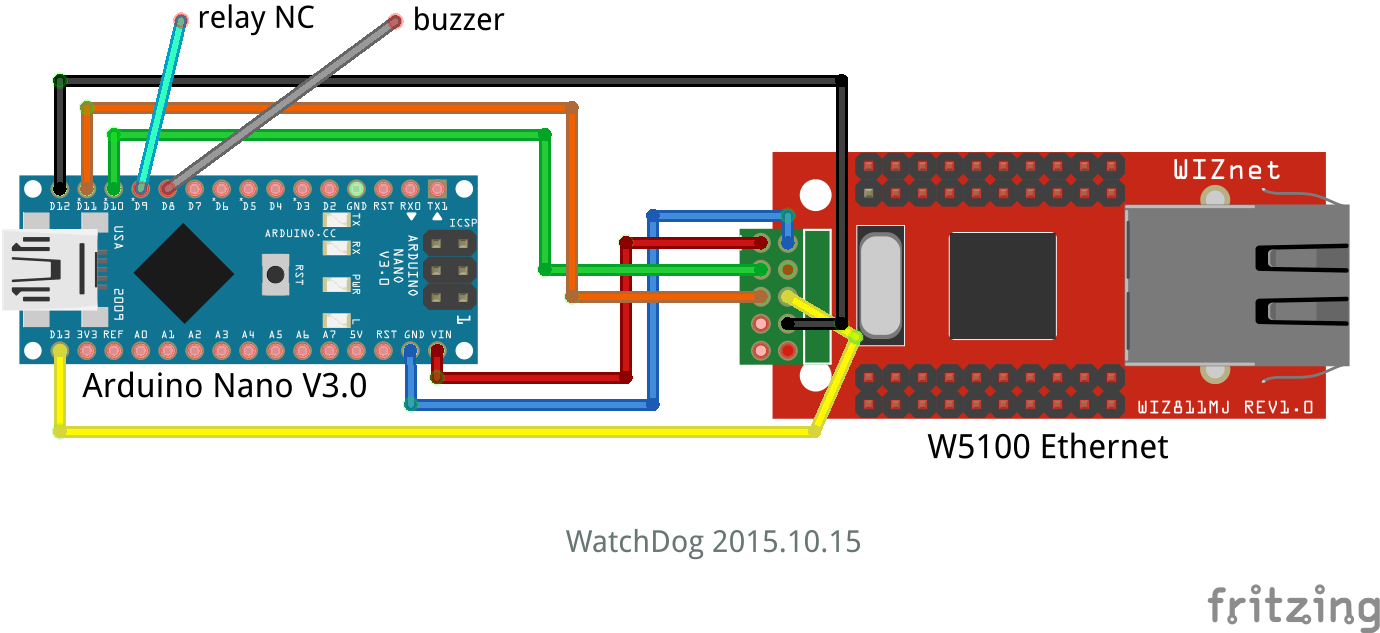 relay NC
buzzer
D12 D11 D10 D9 D8 D7 D6 D5 D4 D3 D2 GND RST RX0 TX1
USA
2009
ARDUINO.CC
RST
TX
RX
PWR
L
ARDUINO
NANO
V3.0
ICSP
1
D13 3V3 REF A0 A1 A2 A3 A4 A5 A6 A7 5V RST GND VIN
Arduino Nano V3.0
WIZnet
WIZ811MJ REV1.0
W5100 Ethernet
WatchDog 2015.10.15
fritzing